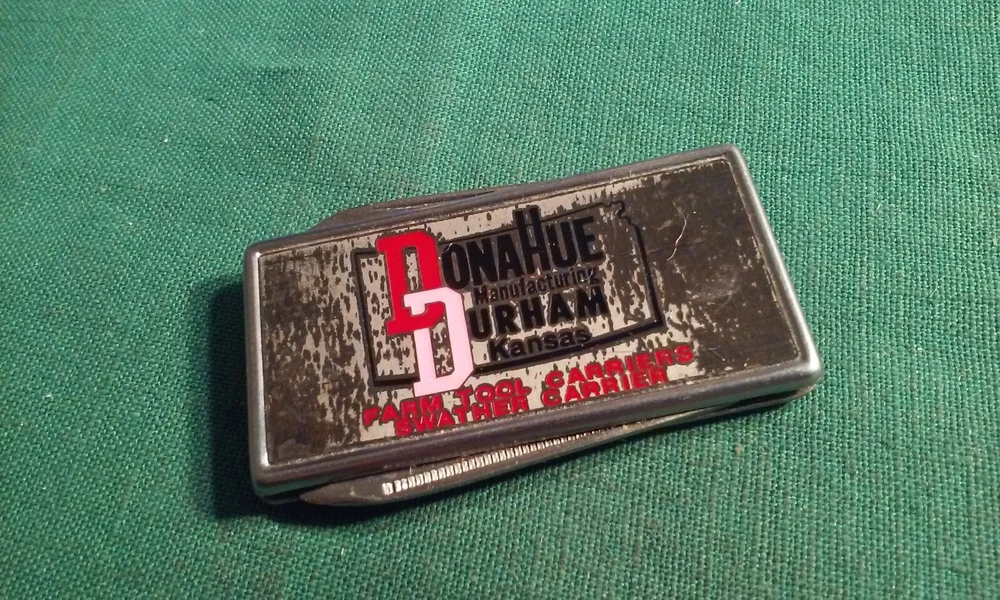 DONAHUE
Manufacturing
DURHAM
Kansas
FARM TOOL CARRIERS
SWATHER CARRIER